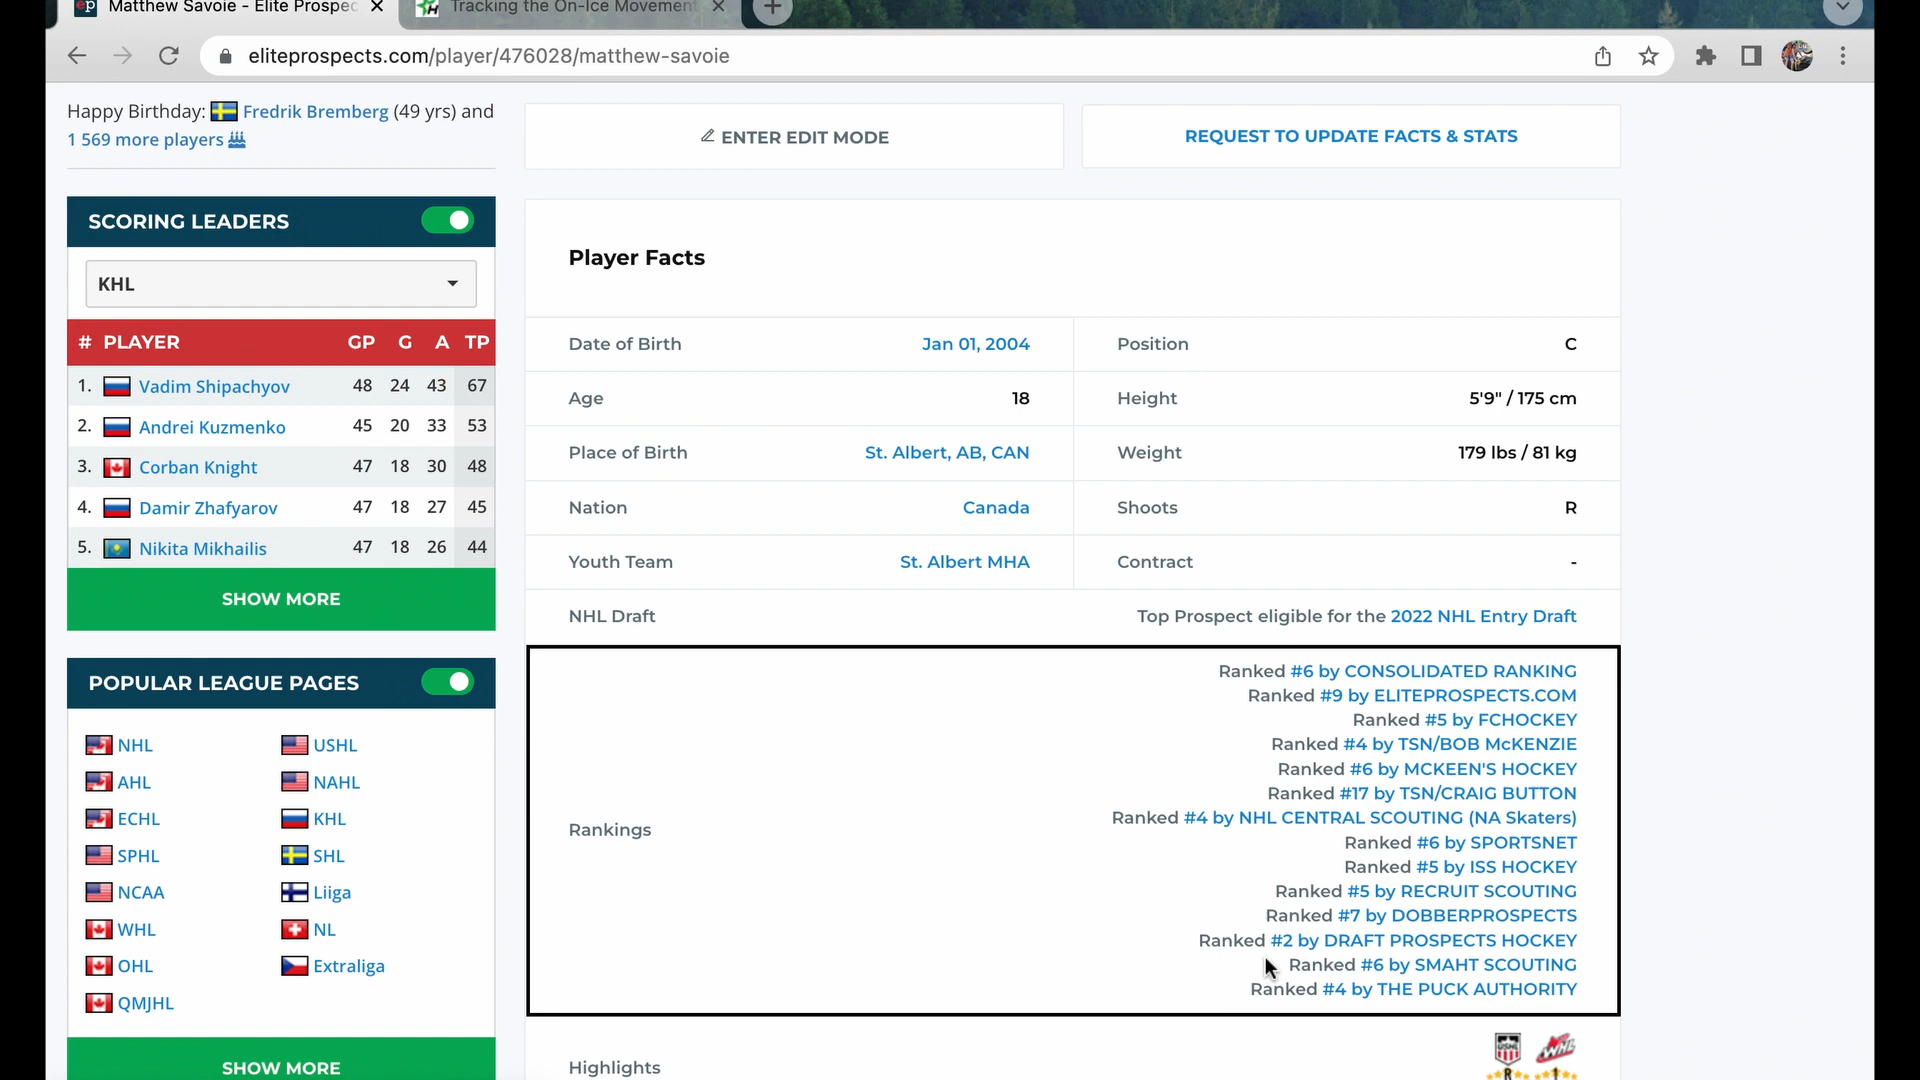 ep Matthew Savoie - Elite Prospec
Tracking the On-Ice Movement
eliteprospects.com/player/476028/matthew-savoie
Happy Birthday: Fredrik Bremberg (49 yrs) and
1 569 more players
ENTER EDIT MODE
REQUEST TO UPDATE FACTS & STATS
SCORING LEADERS
KHL
# PLAYER GP G A TP
1. Vadim Shipachyov 48 24 43 67
2. Andrei Kuzmenko 45 20 33 53
3. Corban Knight 47 18 30 48
4. Damir Zhafyarov 47 18 27 45
5. Nikita Mikhailis 47 18 26 44
SHOW MORE
POPULAR LEAGUE PAGES
NHL USHL
AHL NAHL
ECHL KHL
SPHL SHL
NCAA Liiga
WHL NL
OHL Extraliga
QMJHL
SHOW MORE
Player Facts
Date of Birth Jan 01, 2004 Position C
Age 18 Height 5'9" / 175 cm
Place of Birth St. Albert, AB, CAN Weight 179 lbs / 81 kg
Nation Canada Shoots R
Youth Team St. Albert MHA Contract -
NHL Draft Top Prospect eligible for the 2022 NHL Entry Draft
Rankings
Ranked #6 by CONSOLIDATED RANKING
Ranked #9 by ELITEPROSPECTS.COM
Ranked #5 by FCHOCKEY
Ranked #4 by TSN/BOB McKENZIE
Ranked #6 by MCKEEN'S HOCKEY
Ranked #17 by TSN/CRAIG BUTTON
Ranked #4 by NHL CENTRAL SCOUTING (NA Skaters)
Ranked #6 by SPORTSNET
Ranked #5 by ISS HOCKEY
Ranked #5 by RECRUIT SCOUTING
Ranked #7 by DOBBERPROSPECTS
Ranked #2 by DRAFT PROSPECTS HOCKEY
Ranked #6 by SMAHT SCOUTING
Ranked #4 by THE PUCK AUTHORITY
Highlights
USHL WHL
R 1